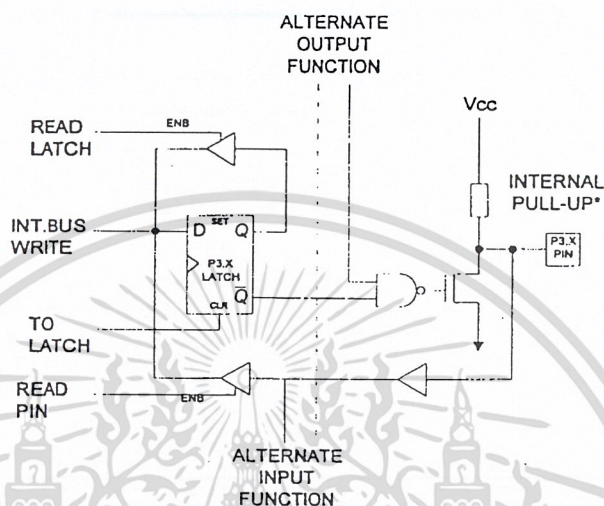 ALTERNATE
OUTPUT
FUNCTION
Vcc
READ
LATCH
ENB
INTERNAL
PULL-UP*
INT.BUS
WRITE
D SET Q
P3.X
LATCH
Q
CLR
P3.X
PIN
TO
LATCH
READ
PIN
ENB
ALTERNATE
INPUT
FUNCTION